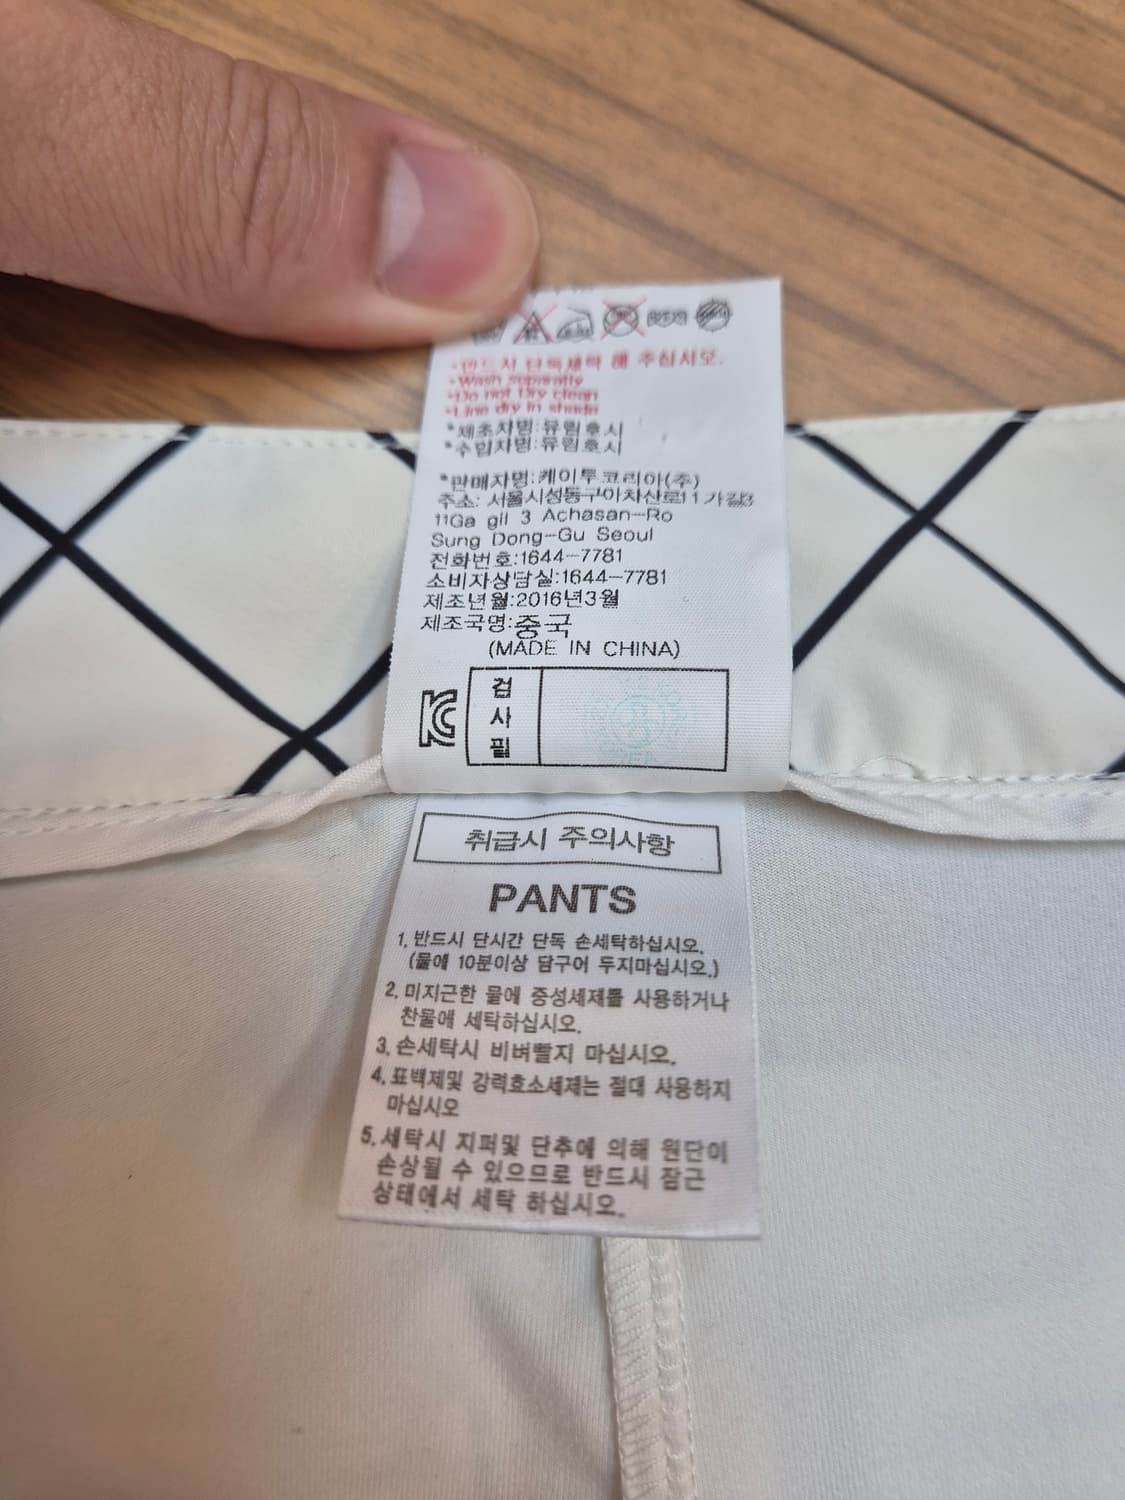 *반드시 단독세탁 해 주십시오.
*Wash separately
*Do not Dry clean
*Line dry in shade
*제조자명:유림호시
*수입자명:유림호시
*판매자명:케이투코리아(주)
주소: 서울시성동구아차산로11가길3
11Ga gil 3 Achasan-Ro
Sung Dong-Gu Seoul
전화번호:1644-7781
소비자상담실:1644-7781
제조년월:2016년3월
제조국명:중국
(MADE IN CHINA)
KC
검사필
취급시 주의사항
PANTS
1. 반드시 단시간 단독 손세탁하십시오.
(물에 10분이상 담구어 두지마십시오.)
2. 미지근한 물에 중성세제를 사용하거나
찬물에 세탁하십시오.
3. 손세탁시 비벼빨지 마십시오.
4. 표백제및 강력효소세제는 절대 사용하지
마십시오
5. 세탁시 지퍼및 단추에 의해 원단이
손상될 수 있으므로 반드시 잠근
상태에서 세탁 하십시오.